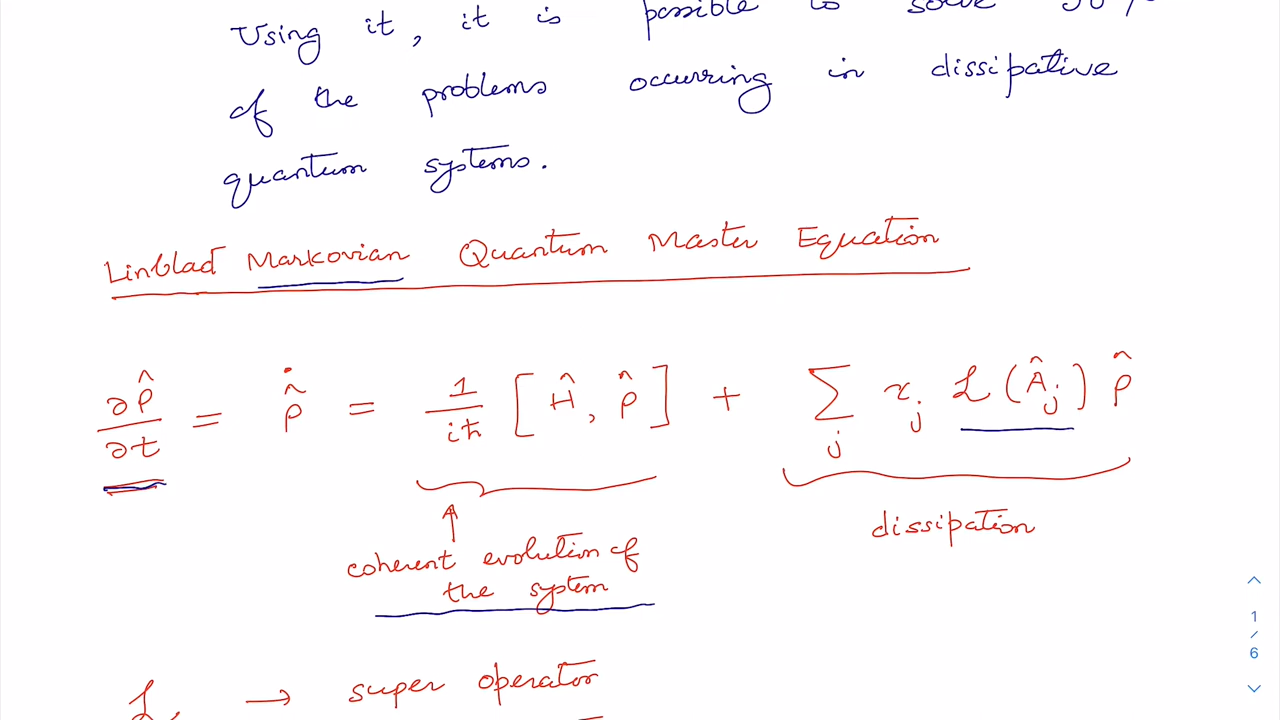 Using it, it is possible to solve
of the problems occurring in dissipative
quantum systems.
Linblad Markovian Quantum Master Equation
∂ρ̂/∂t = ρ̂̇ = 1/iħ [Ĥ, ρ̂] + Σ_j x_j ℒ(Â_j) ρ̂
coherent evolution of
the system
dissipation
ℒ → super operator
1
/
6